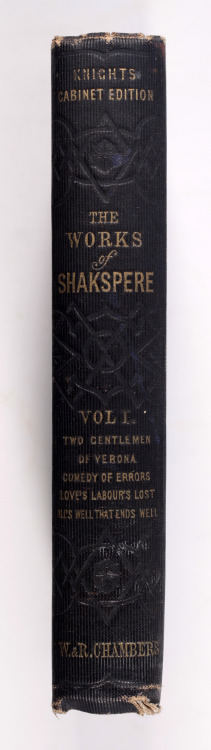 KNIGHTS
CABINET EDITION
THE
WORKS
of
SHAKSPERE
VOL I.
TWO GENTLEMEN
OF VERONA
COMEDY OF ERRORS
LOVE'S LABOUR'S LOST
ALL'S WELL THAT ENDS WELL
W. & R. CHAMBERS